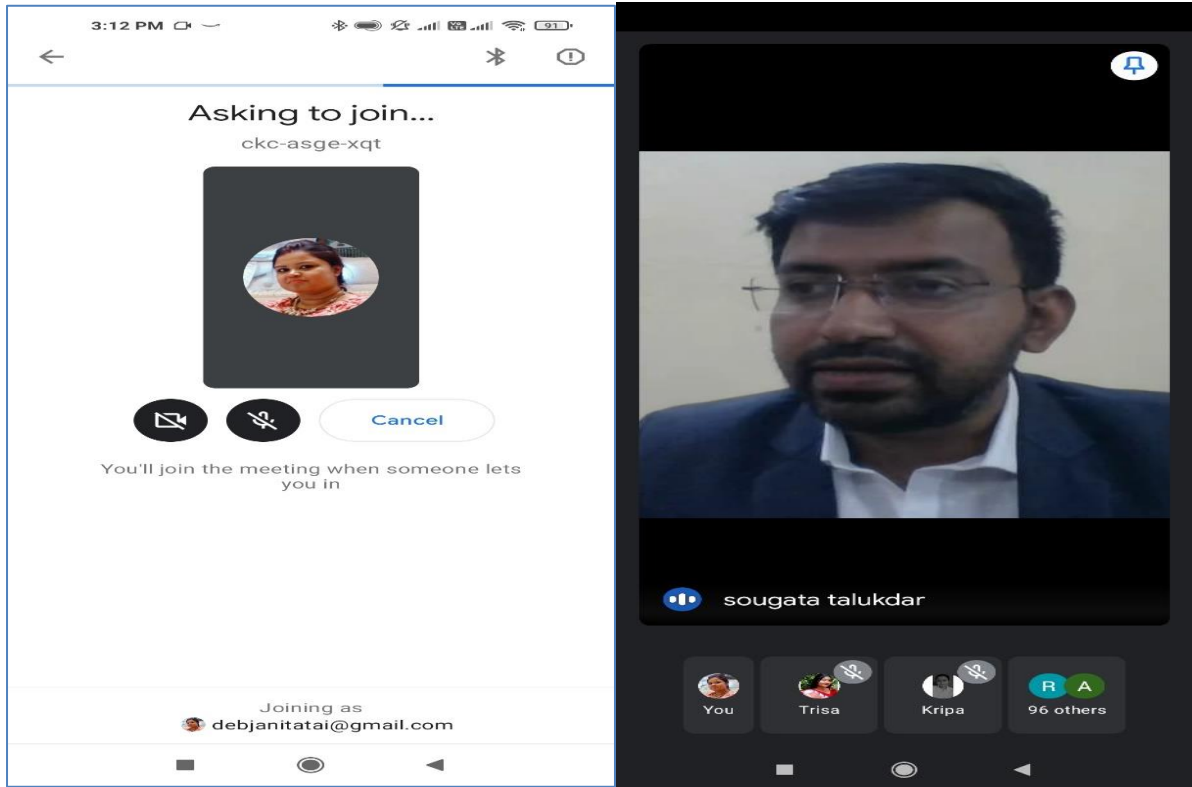 3:12 PM
91
Asking to join...
ckc-asge-xqt
Cancel
You'll join the meeting when someone lets
you in
Joining as
debjanitatai@gmail.com
sougata talukdar
You
Trisa
Kripa
R A
96 others